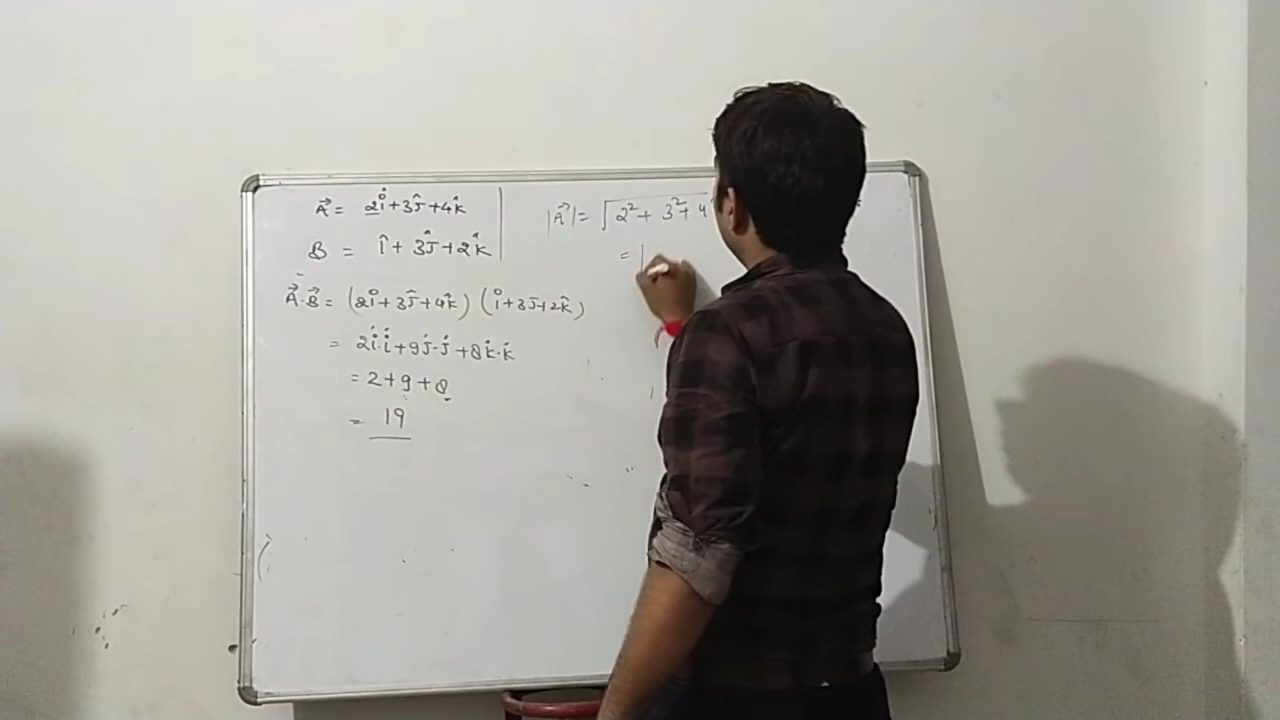 A⃗ = 2î + 3ĵ + 4k̂
B = î + 3ĵ + 2k̂
A⃗·B⃗ = (2î + 3ĵ + 4k̂) (î + 3ĵ + 2k̂)
= 2î·î + 9ĵ·ĵ + 8k̂·k̂
= 2 + 9 + 8
= 19
|A⃗| = √2² + 3² + 4
=